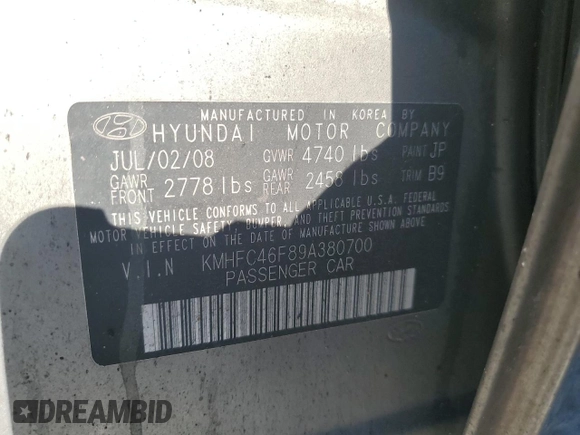 MANUFACTURED IN KOREA BY
HYUNDAI MOTOR COMPANY
JUL/02/08 GVWR 4740 lbs PAINT JP
GAWR FRONT 2778 lbs GAWR REAR 2458 lbs TRIM B9
THIS VEHICLE CONFORMS TO ALL APPLICABLE U.S.A. FEDERAL
MOTOR VEHICLE SAFETY, BUMPER, AND THEFT PREVENTION STANDARDS
IN EFFECT ON THE DATE OF MANUFACTURE SHOWN ABOVE.
V.I.N KMHFC46F89A380700
PASSENGER CAR
DREAMBID